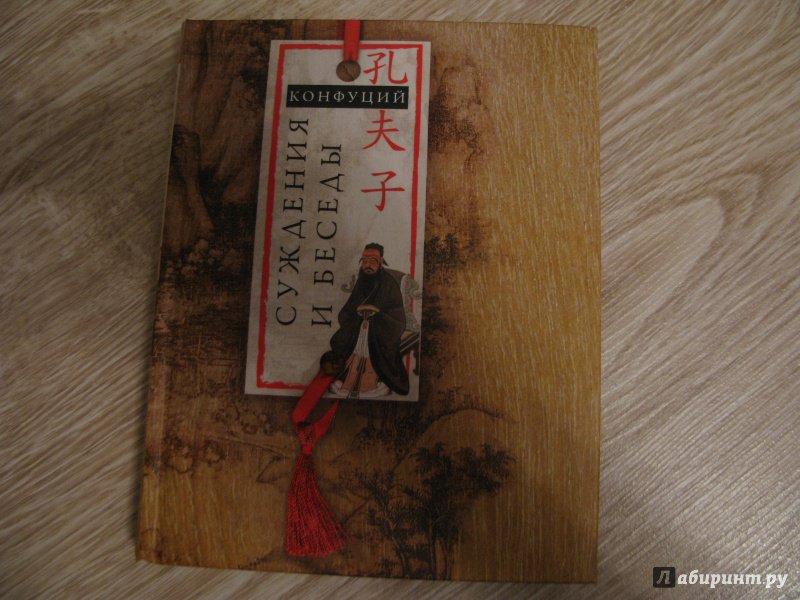 孔夫子
КОНФУЦИЙ
СУЖДЕНИЯ
И БЕСЕДЫ
Лабиринт.ру